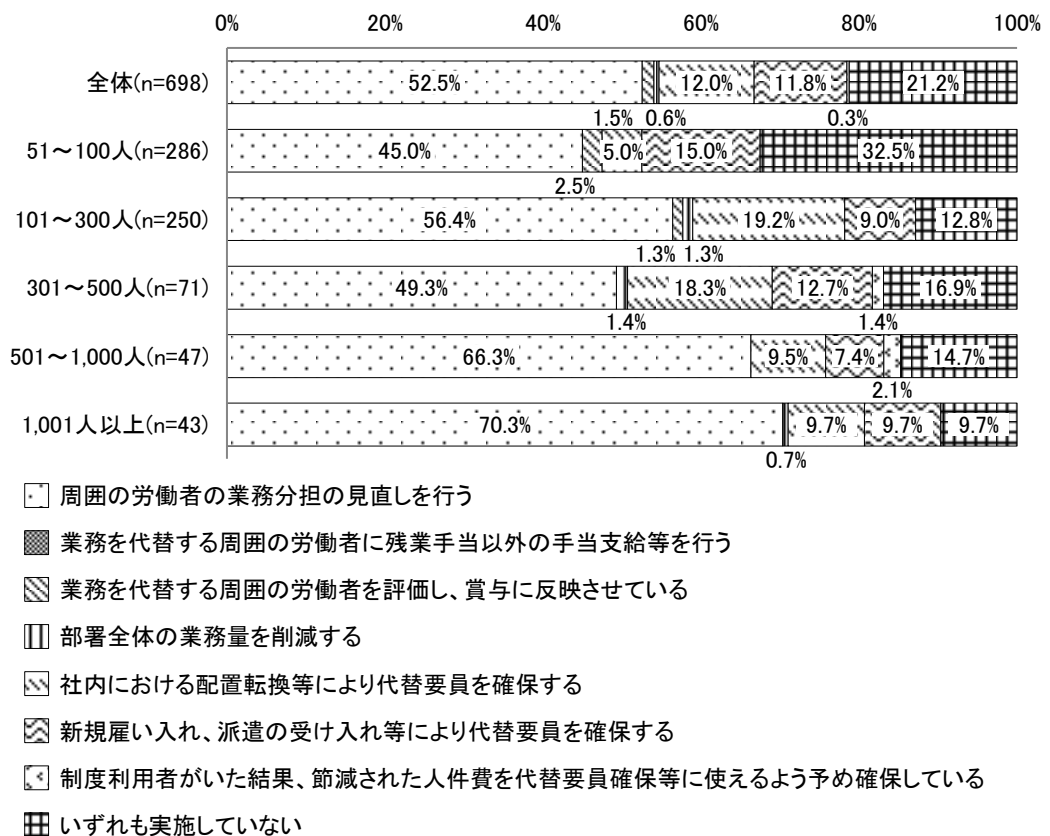 0% 20% 40% 60% 80% 100%
全体(n=698) 52.5% 12.0% 11.8% 21.2%
1.5% 0.6% 0.3%
51～100人(n=286) 45.0% 5.0% 15.0% 32.5%
2.5%
101～300人(n=250) 56.4% 19.2% 9.0% 12.8%
1.3% 1.3%
301～500人(n=71) 49.3% 18.3% 12.7% 16.9%
1.4% 1.4%
501～1,000人(n=47) 66.3% 9.5% 7.4% 14.7%
2.1%
1,001人以上(n=43) 70.3% 9.7% 9.7% 9.7%
0.7%
周囲の労働者の業務分担の見直しを行う
業務を代替する周囲の労働者に残業手当以外の手当支給等を行う
業務を代替する周囲の労働者を評価し、賞与に反映させている
部署全体の業務量を削減する
社内における配置転換等により代替要員を確保する
新規雇い入れ、派遣の受け入れ等により代替要員を確保する
制度利用者がいた結果、節減された人件費を代替要員確保等に使えるよう予め確保している
いずれも実施していない